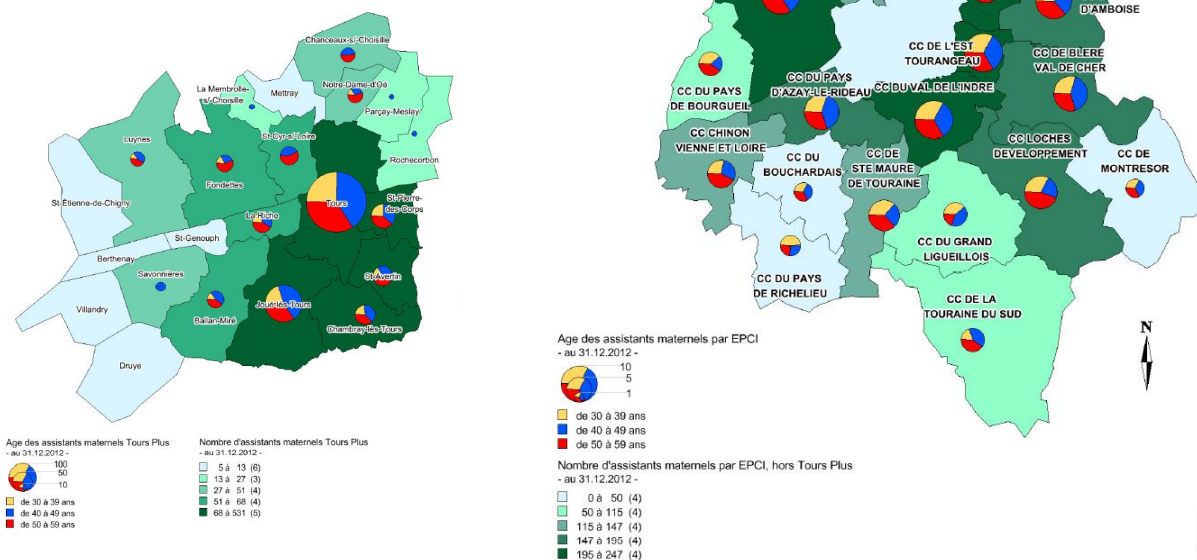 Chanceaux-s/-Choisille
Mettray
Notre-Dame-d'Oé
La Membrolle-
s/-Choisille
Parçay-Meslay
Luynes
St-Cyr-s/-Loire
Rochecorbon
Fondettes
St-Étienne-de-Chigny
Tours
St-Pierre-
des-Corps
La Riche
St-Genouph
Berthenay
Savonnières
St-Avertin
Villandry
Ballan-Miré
Joué-lès-Tours
Chambray-lès-Tours
Druye
Age des assistants maternels Tours Plus
- au 31.12.2012 -
100
50
10
de 30 à 39 ans
de 40 à 49 ans
de 50 à 59 ans
Nombre d'assistants maternels Tours Plus
- au 31.12.2012 -
5 à 13 (6)
13 à 27 (3)
27 à 51 (4)
51 à 68 (4)
68 à 531 (5)
D'AMBOISE
CC DE L'EST
TOURANGEAU
CC DE BLERE
VAL DE CHER
CC DU PAYS
DE BOURGUEIL
CC DU PAYS
D'AZAY-LE-RIDEAU
CC DU VAL DE L'INDRE
CC CHINON
VIENNE ET LOIRE
CC DU
BOUCHARDAIS
CC DE
STE MAURE
DE TOURAINE
CC LOCHES
DEVELOPPEMENT
CC DE
MONTRESOR
CC DU GRAND
LIGUEILLOIS
CC DU PAYS
DE RICHELIEU
CC DE LA
TOURAINE DU SUD
N
Age des assistants maternels par EPCI
- au 31.12.2012 -
10
5
1
de 30 à 39 ans
de 40 à 49 ans
de 50 à 59 ans
Nombre d'assistants maternels par EPCI, hors Tours Plus
- au 31.12.2012 -
0 à 50 (4)
50 à 115 (4)
115 à 147 (4)
147 à 195 (4)
195 à 247 (4)